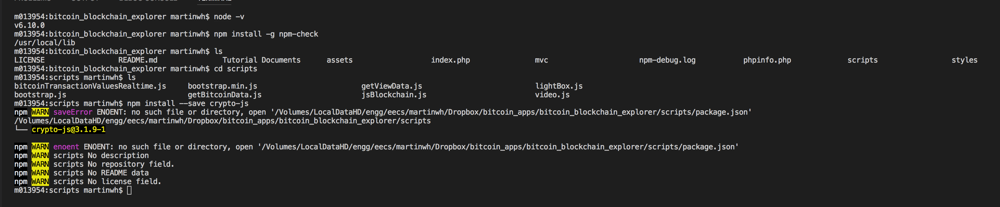 PROBLEMS OUTPUT DEBUG CONSOLE TERMINAL
m013954:bitcoin_blockchain_explorer martinwh$ node -v
v6.10.0
m013954:bitcoin_blockchain_explorer martinwh$ npm install -g npm-check
/usr/local/lib
m013954:bitcoin_blockchain_explorer martinwh$ ls
LICENSE README.md Tutorial Documents assets index.php mvc npm-debug.log phpinfo.php scripts styles
m013954:bitcoin_blockchain_explorer martinwh$ cd scripts
m013954:scripts martinwh$ ls
bitcoinTransactionValuesRealtime.js bootstrap.min.js getViewData.js lightBox.js
bootstrap.js getBitcoinData.js jsBlockchain.js video.js
m013954:scripts martinwh$ npm install --save crypto-js
npm WARN saveError ENOENT: no such file or directory, open '/Volumes/LocalDataHD/engg/eecs/martinwh/Dropbox/bitcoin_apps/bitcoin_blockchain_explorer/scripts/package.json'
/Volumes/LocalDataHD/engg/eecs/martinwh/Dropbox/bitcoin_apps/bitcoin_blockchain_explorer/scripts
└── crypto-js@3.1.9-1
npm WARN enoent ENOENT: no such file or directory, open '/Volumes/LocalDataHD/engg/eecs/martinwh/Dropbox/bitcoin_apps/bitcoin_blockchain_explorer/scripts/package.json'
npm WARN scripts No description
npm WARN scripts No repository field.
npm WARN scripts No README data
npm WARN scripts No license field.
m013954:scripts martinwh$